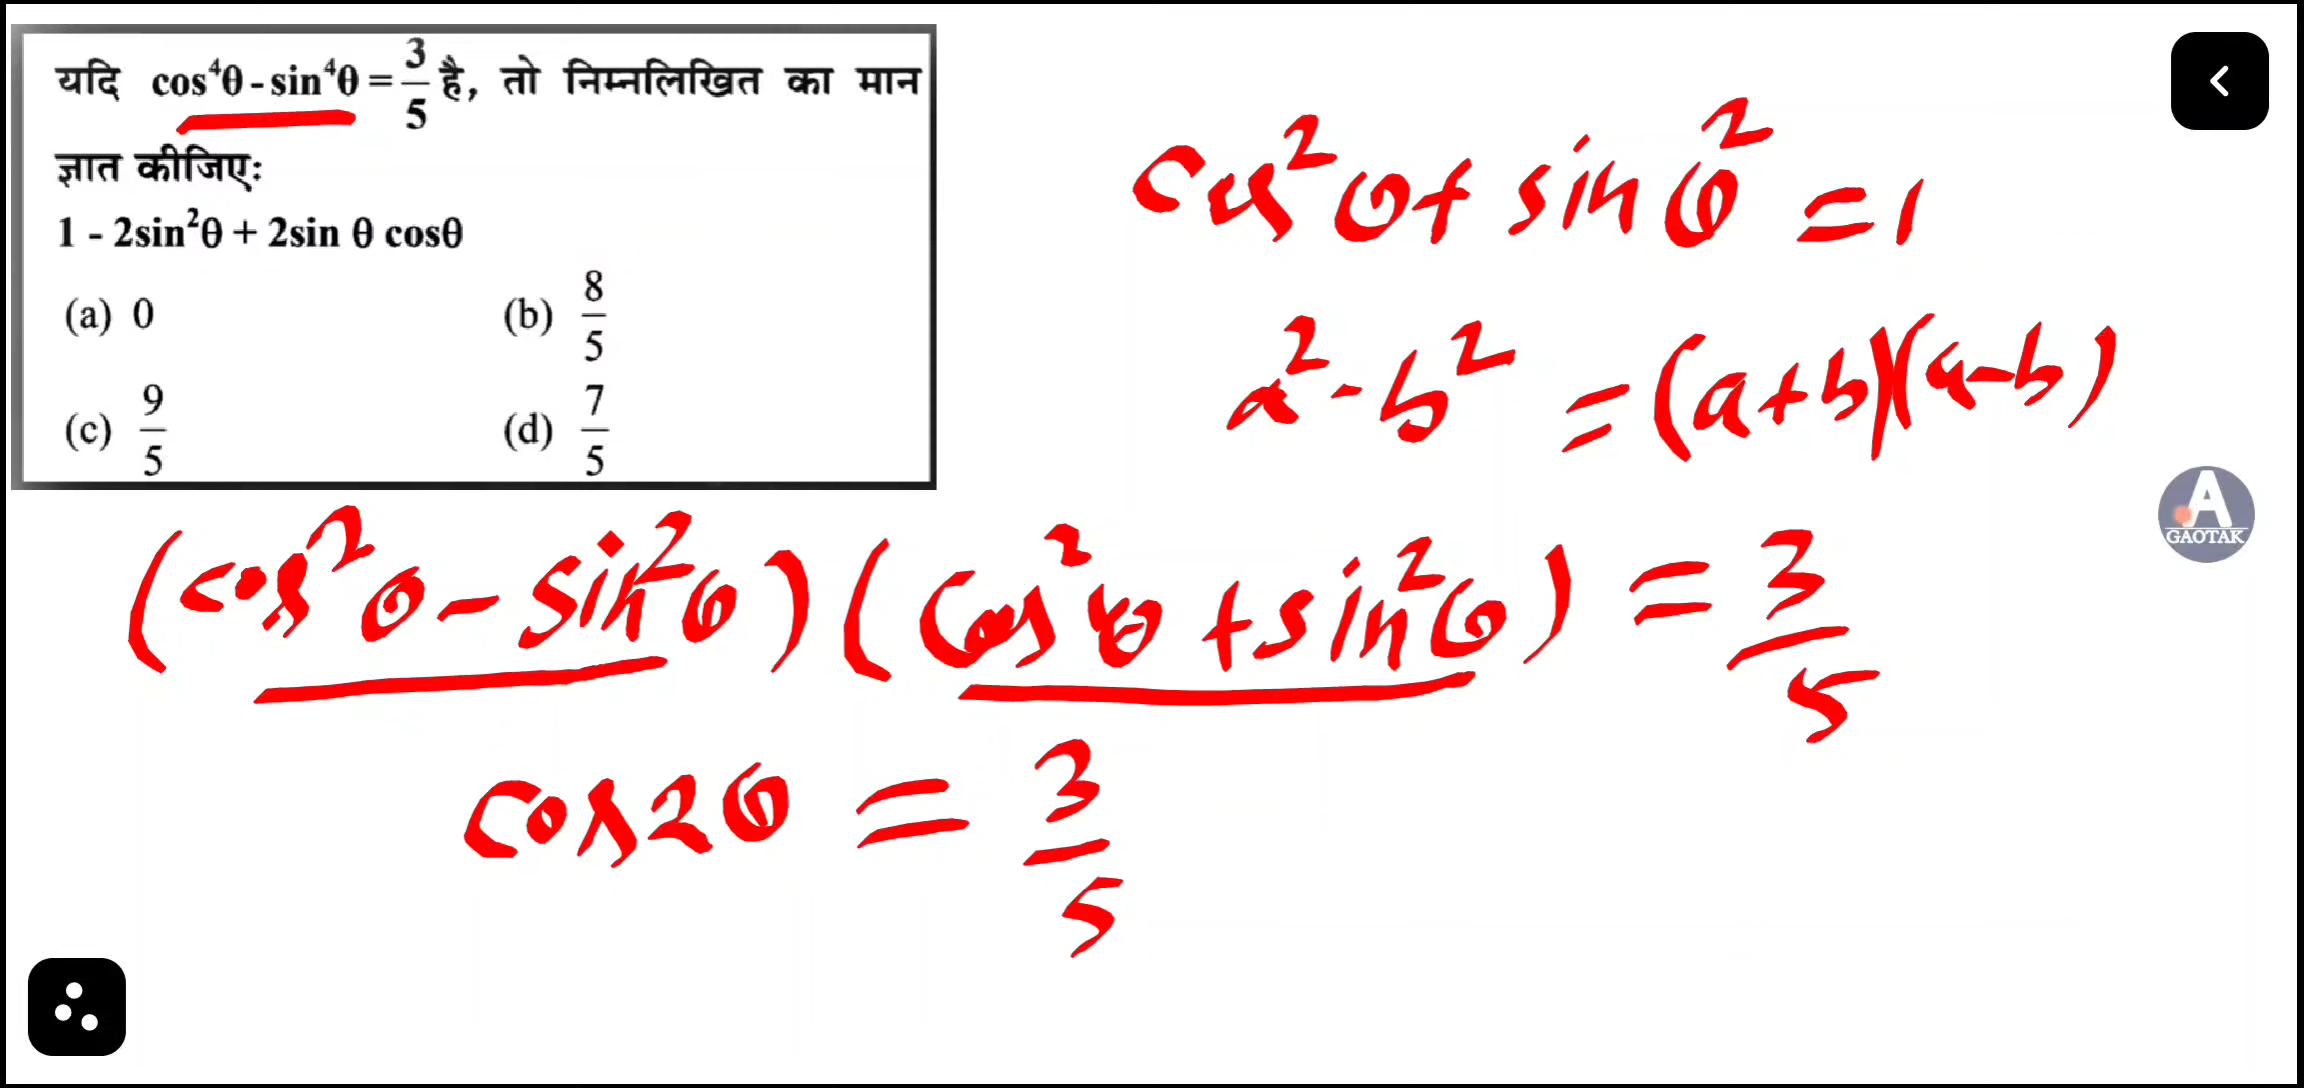 यदि cos⁴θ - sin⁴θ = 3/5 है, तो निम्नलिखित का मान
ज्ञात कीजिएः
1 - 2sin²θ + 2sin θ cosθ
(a) 0 (b) 8/5
(c) 9/5 (d) 7/5
cos²θ + sinθ² = 1
a² - b² = (a+b)(a-b)
A
GAOTAK
(cos²θ - sin²θ) (cos²θ + sin²θ) = 3/5
cos2θ = 3/5